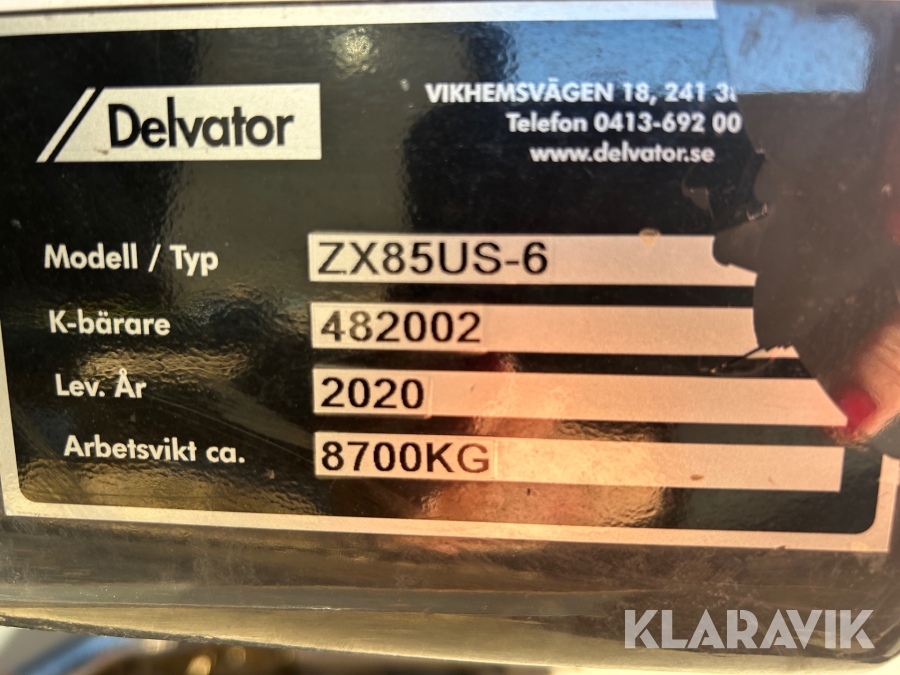 Delvator
VIKHEMSVÄGEN 18, 241
Telefon 0413-692 00
www.delvator.se
Modell / Typ ZX85US-6
K-bärare 482002
Lev. År 2020
Arbetsvikt ca. 8700KG
KLARAVIK